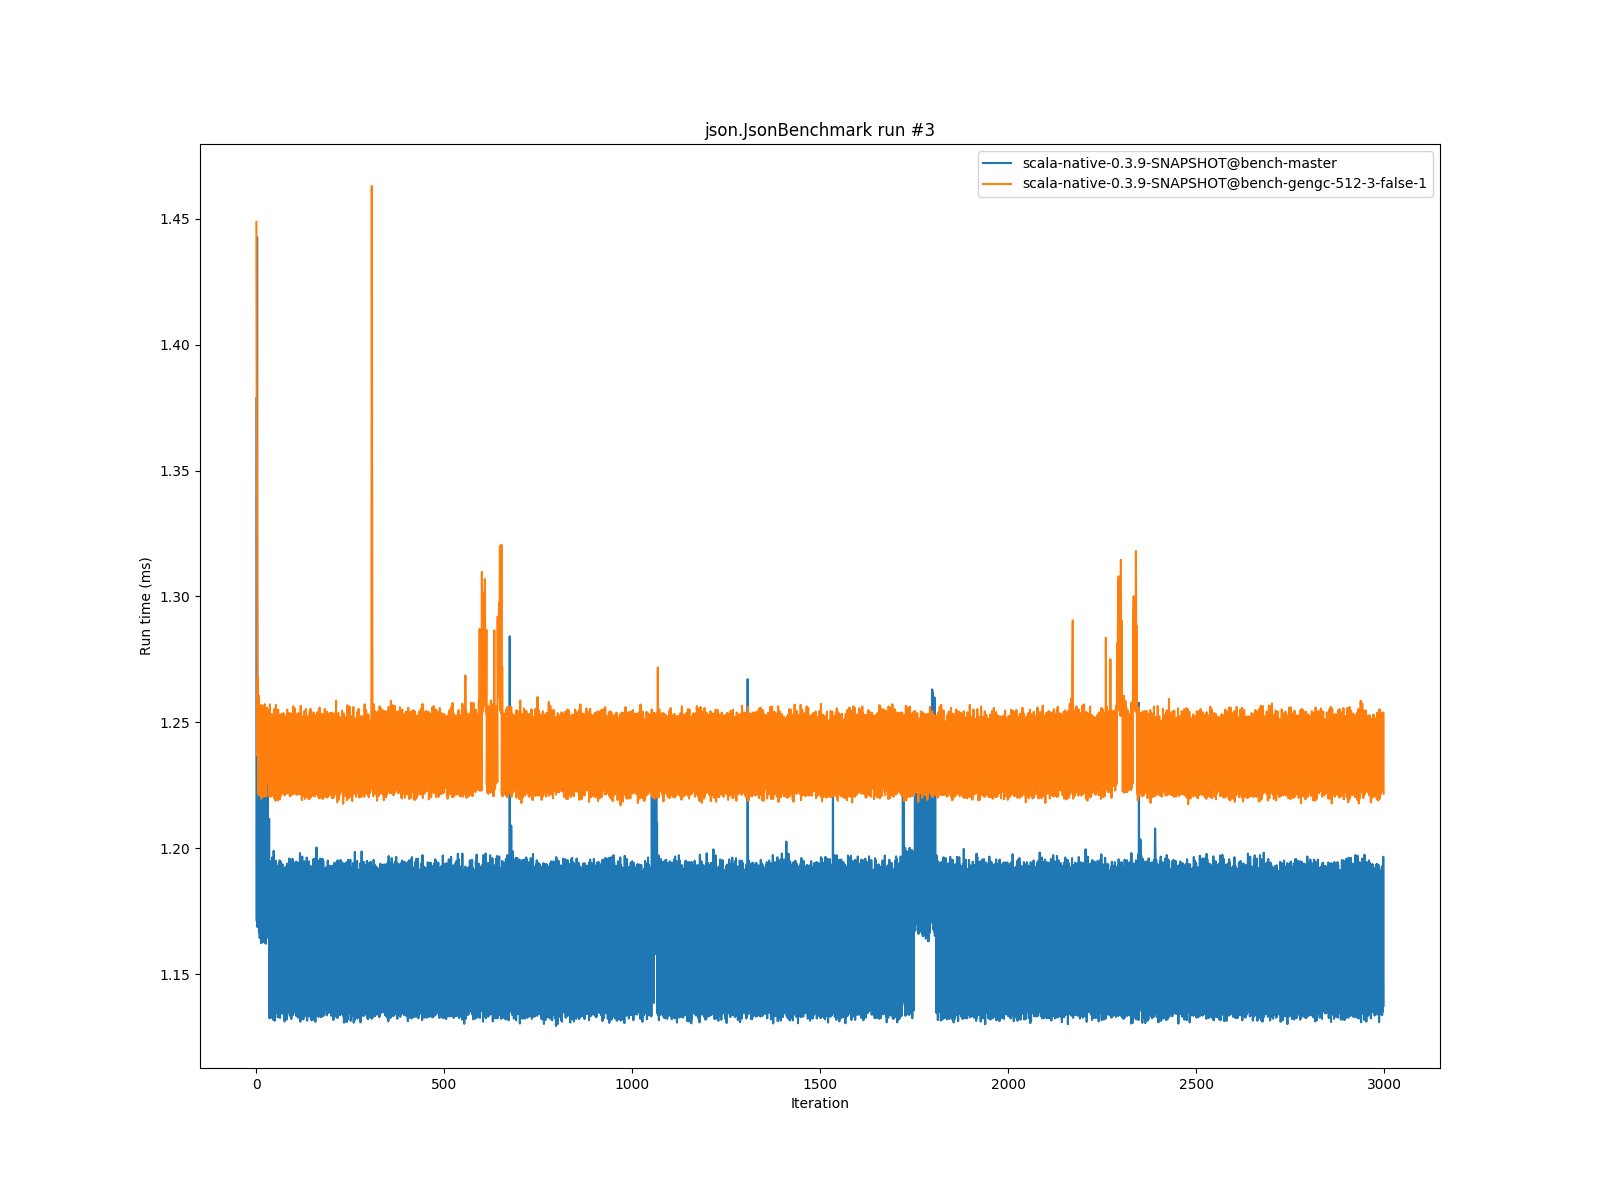 json.JsonBenchmark run #3
scala-native-0.3.9-SNAPSHOT@bench-master
scala-native-0.3.9-SNAPSHOT@bench-gengc-512-3-false-1
1.45
1.40
1.35
1.30
1.25
1.20
1.15
Run time (ms)
0 500 1000 1500 2000 2500 3000
Iteration